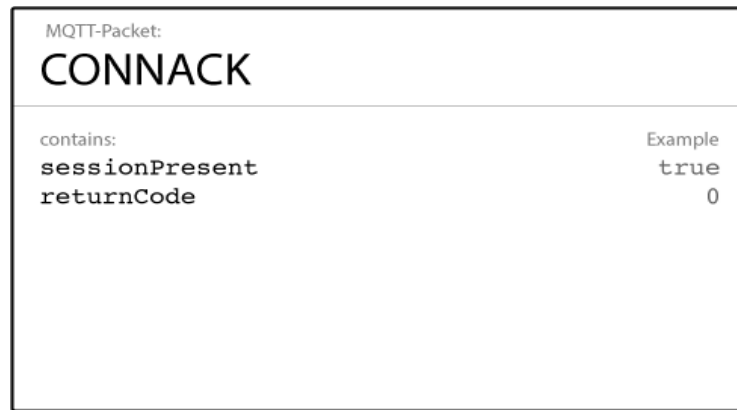 MQTT-Packet:
CONNACK
contains: Example
sessionPresent true
returnCode 0